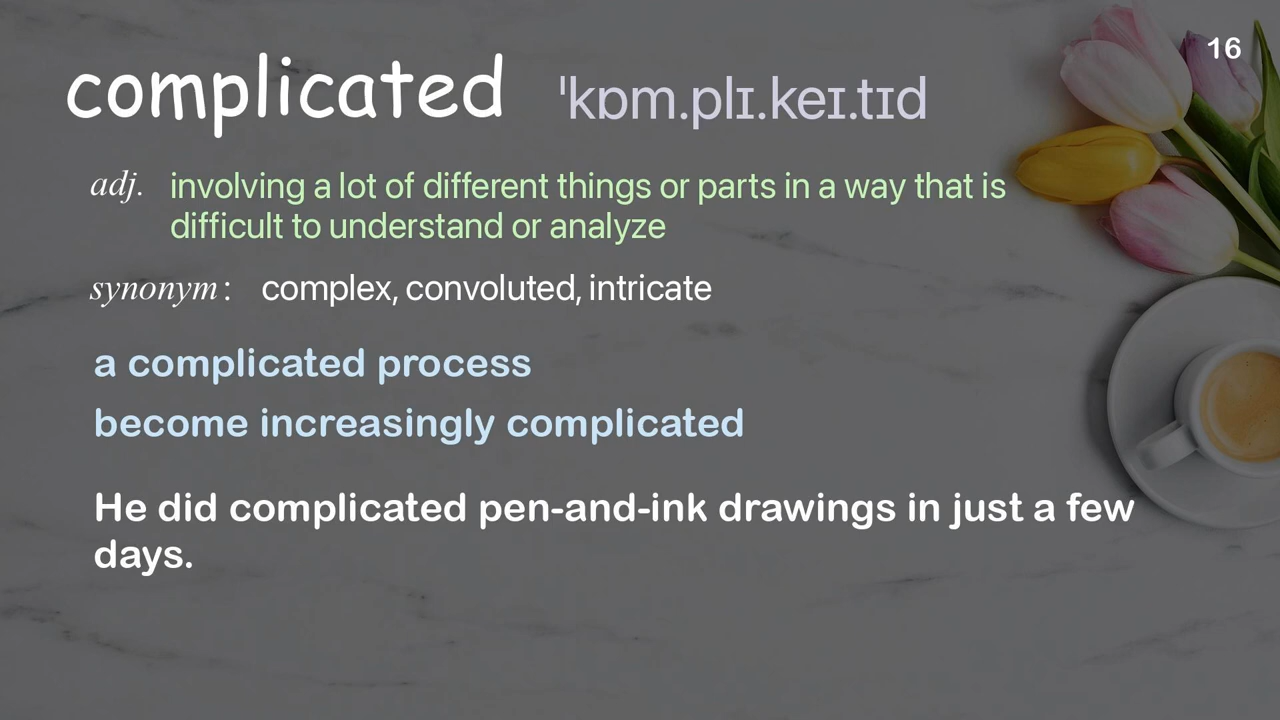 16
complicated ˈkɒm.plɪ.keɪ.tɪd
adj. involving a lot of different things or parts in a way that is
difficult to understand or analyze
synonym : complex, convoluted, intricate
a complicated process
become increasingly complicated
He did complicated pen-and-ink drawings in just a few
days.